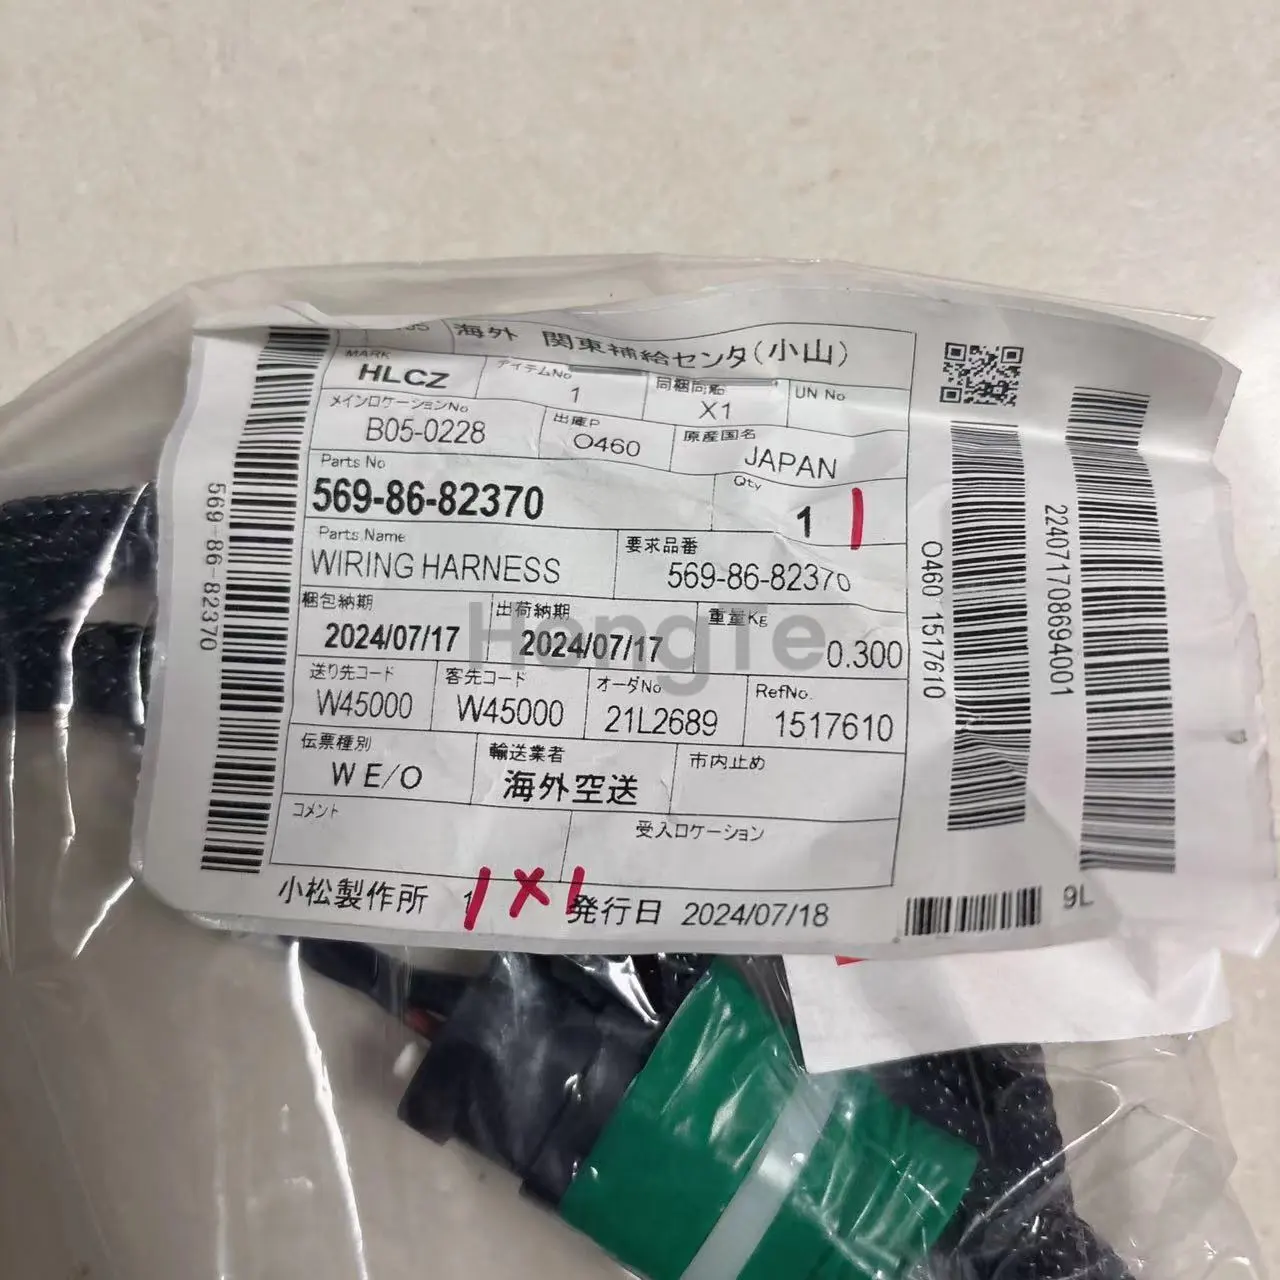 海外 関東補給センタ(小山)
MARK
HLCZ
アイテムNo
1
同梱同船
X1
UN No
メインロケーションNo
B05-0228
出庫P
O460
原産国名
JAPAN
Parts No
569-86-82370
Qty
1 |
Parts Name
WIRING HARNESS
要求品番
569-86-82370
梱包納期
2024/07/17
出荷納期
2024/07/17
重量Kg
0.300
送り先コード
W45000
客先コード
W45000
オーダNo
21L2689
RefNo.
1517610
伝票種別
W E/O
輸送業者
海外空送
市内止め
コメント
受入ロケーション
小松製作所 1
1×1
発行日 2024/07/18
569-86-82370
O460 1517610
224071708694001
9L
HongTe